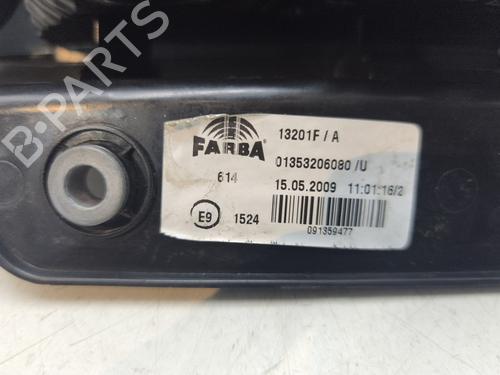 B-PARTS
FARBA
13201F / A
01353206080 /U
614
15.05.2009 11:01:16/2
E9
1524
091359477